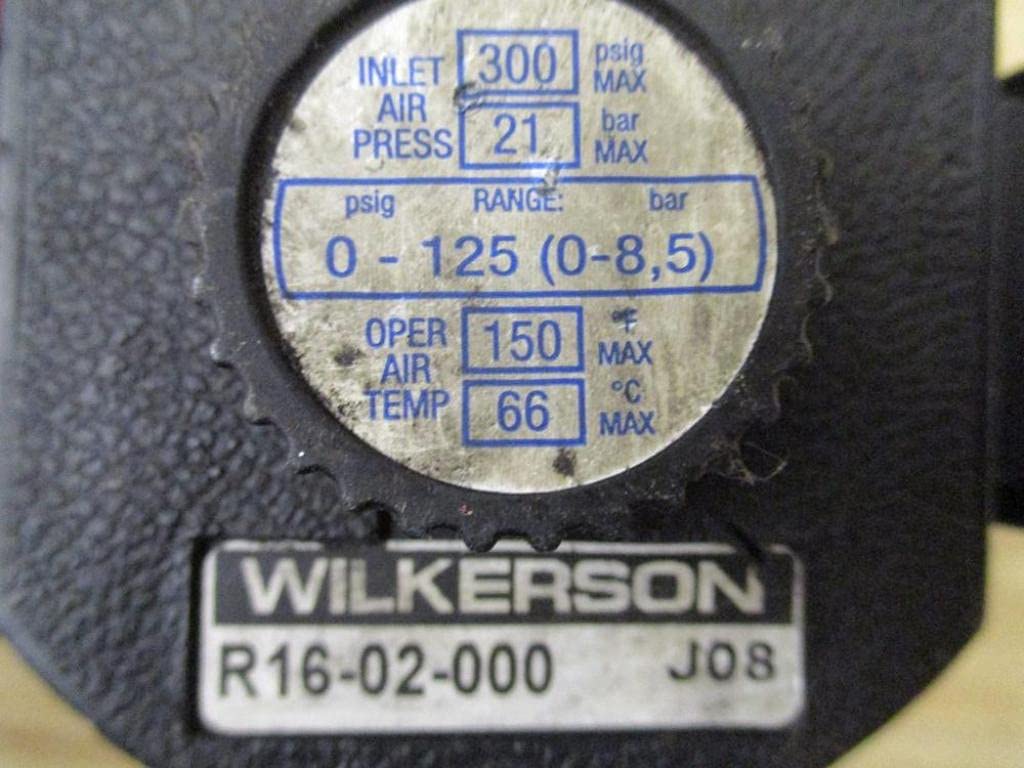 INLET AIR PRESS
300 psig MAX
21 bar MAX
psig RANGE: bar
0 - 125 (0-8,5)
OPER AIR TEMP
150 °F MAX
66 °C MAX
WILKERSON
R16-02-000 J08